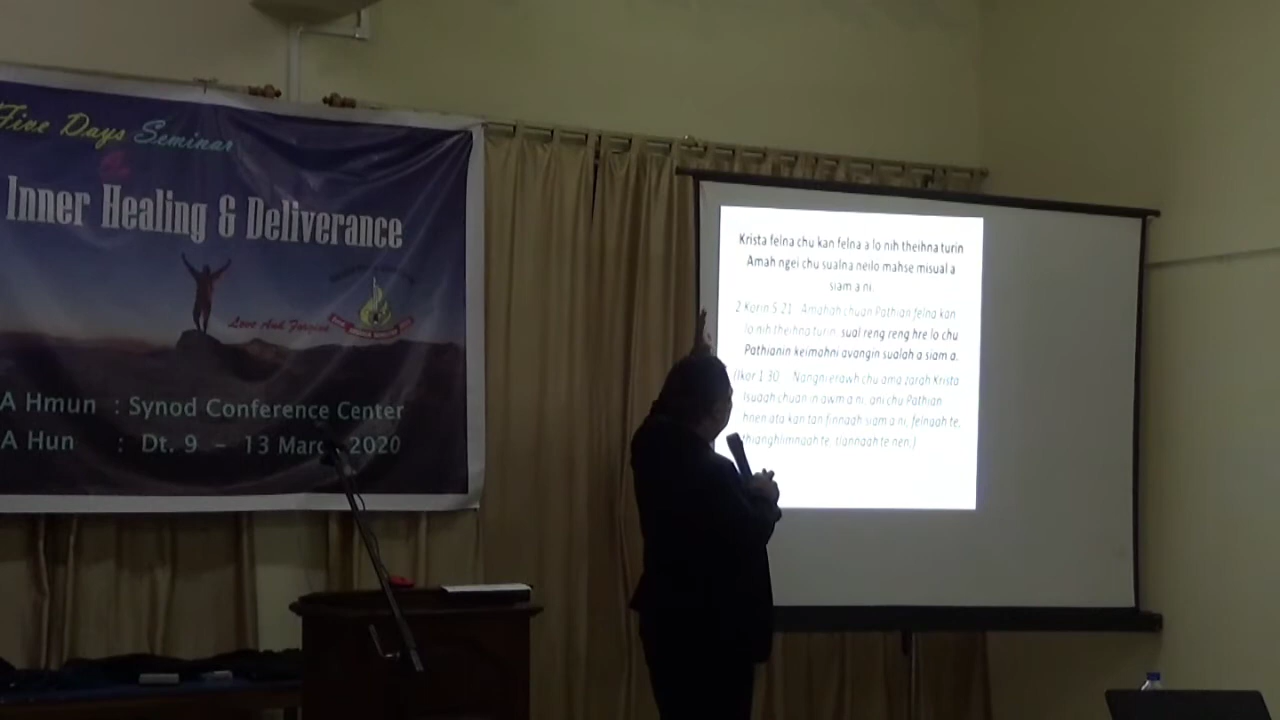 Five Days Seminar
Inner Healing & Deliverance
Love And Forgive
A Hmun : Synod Conference Center
A Hun : Dt. 9 – 13 March 2020
Krista felna chu kan felna a lo nih theihna turin
Amah ngei chu sualna neilo mahse misual a
siam a ni.
2 Korin 5:21 Amahah chuan Pathian felna kan
lo nih theihna turin sual reng reng hre lo chu
Pathianin keimahni avangin sualah a siam a.
(Ikor 1:30 Nangni erawh chu ama zarah Krista
Isuaah chuan in awm a ni, ani chu Pathian
hnen ata kan tan finnaah siam a ni, felnaah te,
thianghlimnaah te, tlannaah te nen.)